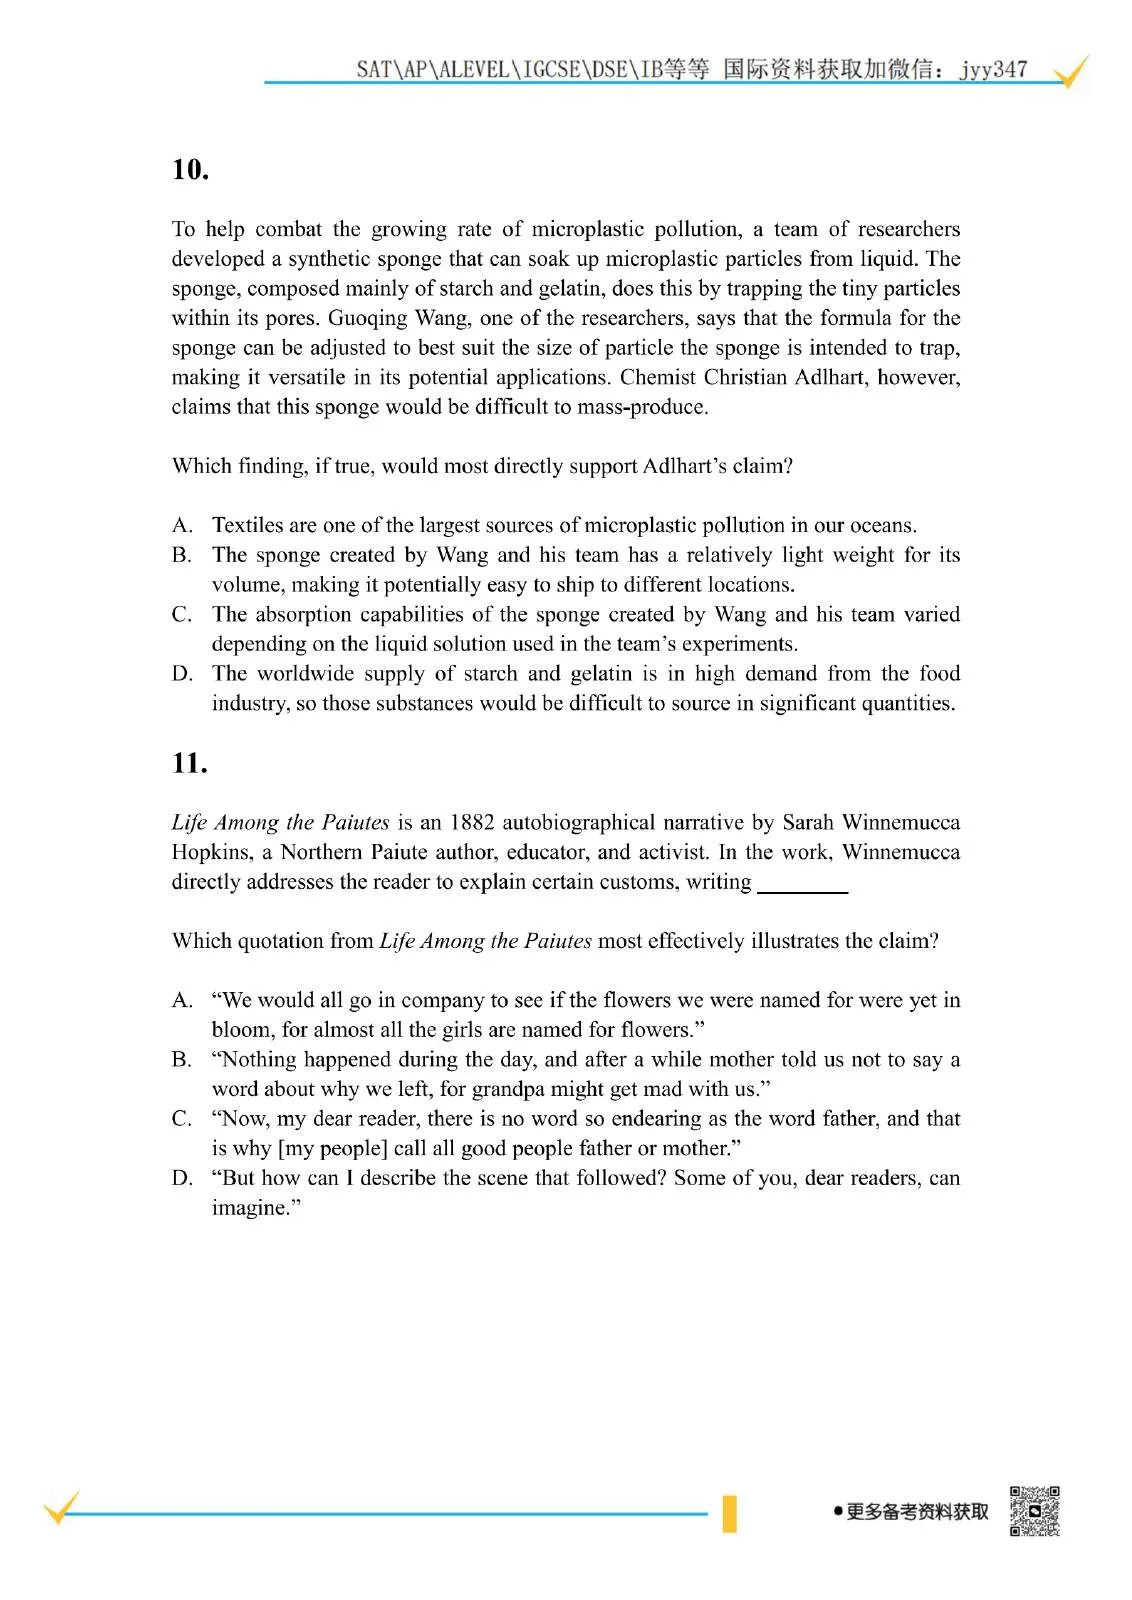 SAT\AP\ALEVEL\IGCSE\DSE\IB等等 国际资料获取加微信：jyy347
10.
To help combat the growing rate of microplastic pollution, a team of researchers
developed a synthetic sponge that can soak up microplastic particles from liquid. The
sponge, composed mainly of starch and gelatin, does this by trapping the tiny particles
within its pores. Guoqing Wang, one of the researchers, says that the formula for the
sponge can be adjusted to best suit the size of particle the sponge is intended to trap,
making it versatile in its potential applications. Chemist Christian Adlhart, however,
claims that this sponge would be difficult to mass-produce.
Which finding, if true, would most directly support Adlhart’s claim?
A. Textiles are one of the largest sources of microplastic pollution in our oceans.
B. The sponge created by Wang and his team has a relatively light weight for its
volume, making it potentially easy to ship to different locations.
C. The absorption capabilities of the sponge created by Wang and his team varied
depending on the liquid solution used in the team’s experiments.
D. The worldwide supply of starch and gelatin is in high demand from the food
industry, so those substances would be difficult to source in significant quantities.
11.
Life Among the Paiutes is an 1882 autobiographical narrative by Sarah Winnemucca
Hopkins, a Northern Paiute author, educator, and activist. In the work, Winnemucca
directly addresses the reader to explain certain customs, writing ________
Which quotation from Life Among the Paiutes most effectively illustrates the claim?
A. “We would all go in company to see if the flowers we were named for were yet in
bloom, for almost all the girls are named for flowers.”
B. “Nothing happened during the day, and after a while mother told us not to say a
word about why we left, for grandpa might get mad with us.”
C. “Now, my dear reader, there is no word so endearing as the word father, and that
is why [my people] call all good people father or mother.”
D. “But how can I describe the scene that followed? Some of you, dear readers, can
imagine.”
•更多备考资料获取